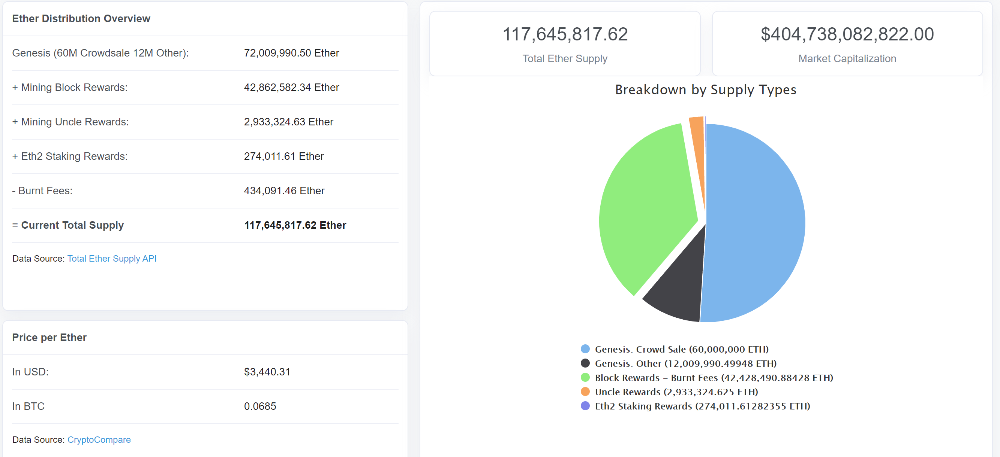 Ether Distribution Overview
Genesis (60M Crowdsale 12M Other): 72,009,990.50 Ether
+ Mining Block Rewards: 42,862,582.34 Ether
+ Mining Uncle Rewards: 2,933,324.63 Ether
+ Eth2 Staking Rewards: 274,011.61 Ether
- Burnt Fees: 434,091.46 Ether
= Current Total Supply 117,645,817.62 Ether
Data Source: Total Ether Supply API
Price per Ether
In USD: $3,440.31
In BTC 0.0685
Data Source: CryptoCompare
117,645,817.62
Total Ether Supply
$404,738,082,822.00
Market Capitalization
Breakdown by Supply Types
Genesis: Crowd Sale (60,000,000 ETH)
Genesis: Other (12,009,990.49948 ETH)
Block Rewards – Burnt Fees (42,428,490.88428 ETH)
Uncle Rewards (2,933,324.625 ETH)
Eth2 Staking Rewards (274,011.61282355 ETH)